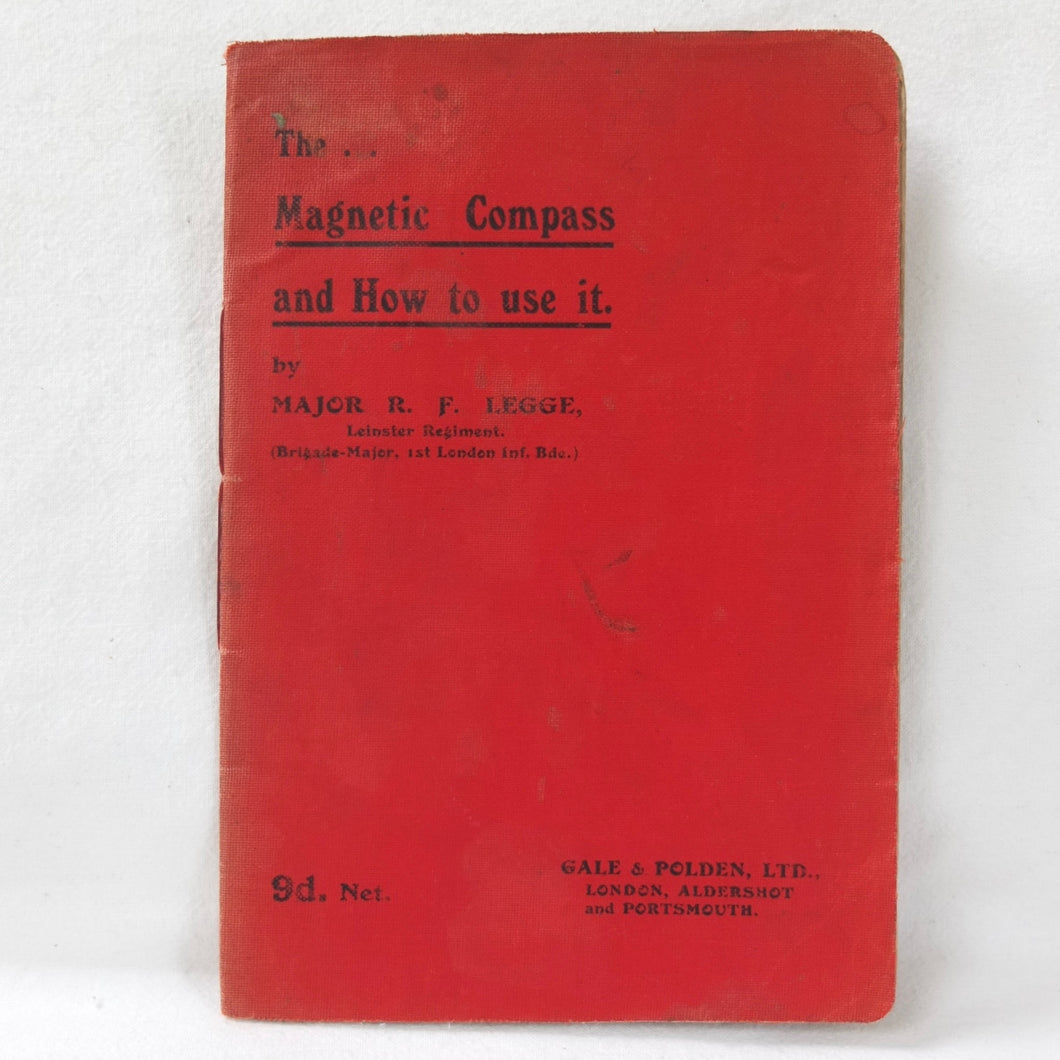 The ...
Magnetic Compass
and How to use it.
by
MAJOR R. F. LEGGE,
Leinster Regiment.
(Brigade-Major, 1st London Inf. Bde.)
9d. Net.
GALE & POLDEN, LTD.,
LONDON, ALDERSHOT
and PORTSMOUTH.